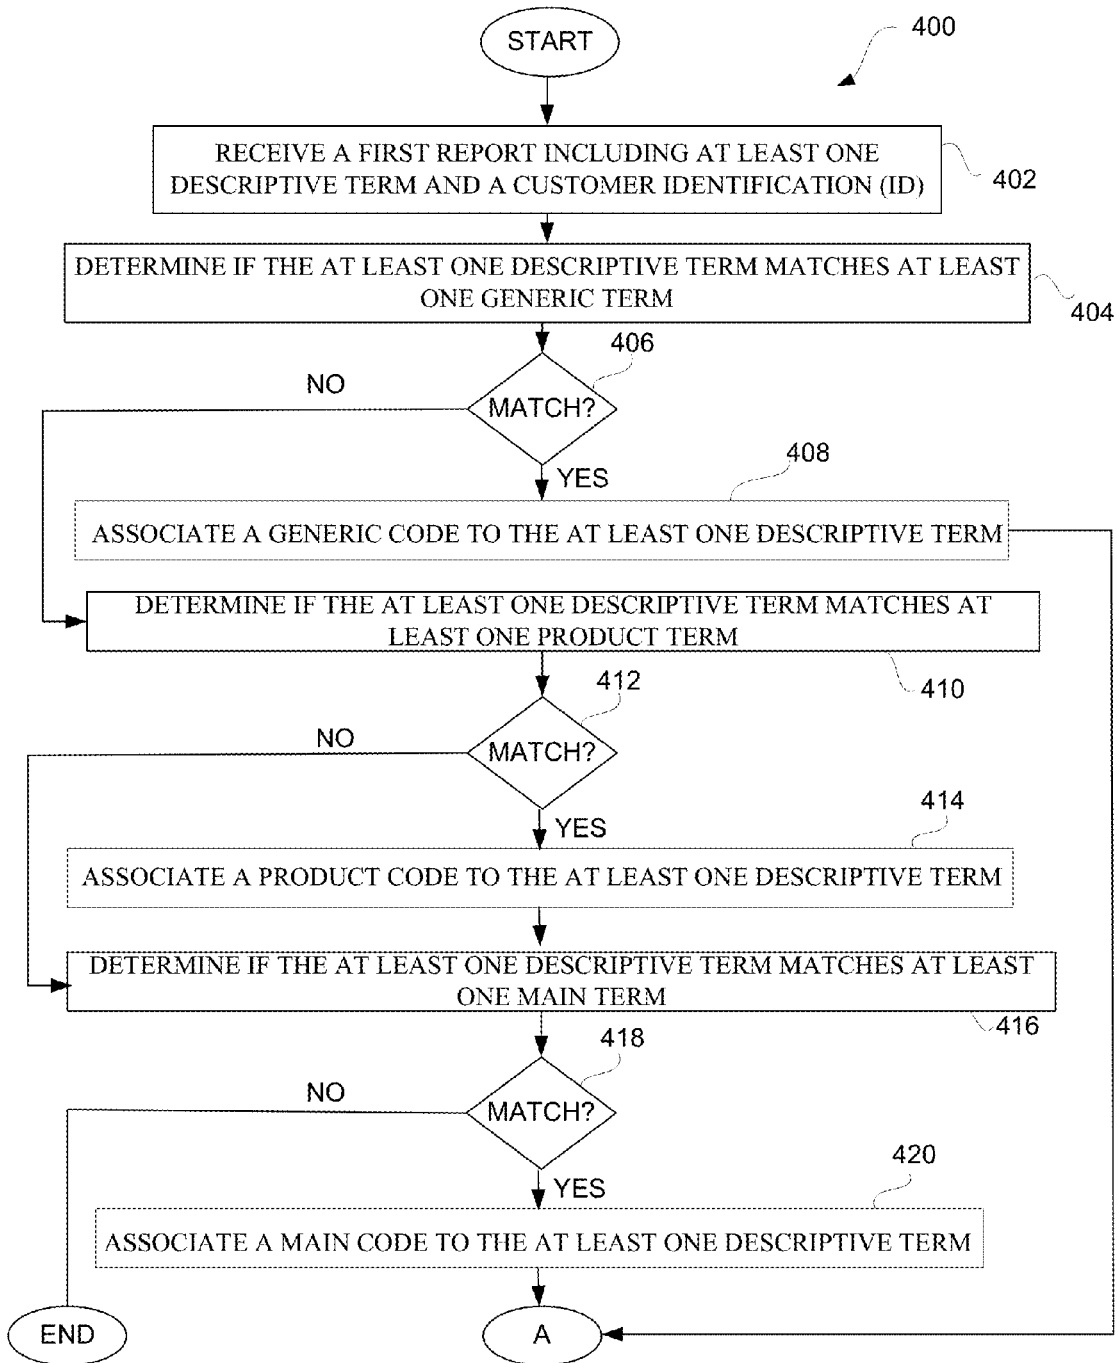 START
400
RECEIVE A FIRST REPORT INCLUDING AT LEAST ONE
DESCRIPTIVE TERM AND A CUSTOMER IDENTIFICATION (ID)
402
DETERMINE IF THE AT LEAST ONE DESCRIPTIVE TERM MATCHES AT LEAST
ONE GENERIC TERM
404
406
NO
MATCH?
YES
408
ASSOCIATE A GENERIC CODE TO THE AT LEAST ONE DESCRIPTIVE TERM
DETERMINE IF THE AT LEAST ONE DESCRIPTIVE TERM MATCHES AT
LEAST ONE PRODUCT TERM
410
412
NO
MATCH?
YES
414
ASSOCIATE A PRODUCT CODE TO THE AT LEAST ONE DESCRIPTIVE TERM
DETERMINE IF THE AT LEAST ONE DESCRIPTIVE TERM MATCHES AT LEAST
ONE MAIN TERM
416
418
NO
MATCH?
YES
420
ASSOCIATE A MAIN CODE TO THE AT LEAST ONE DESCRIPTIVE TERM
END
A